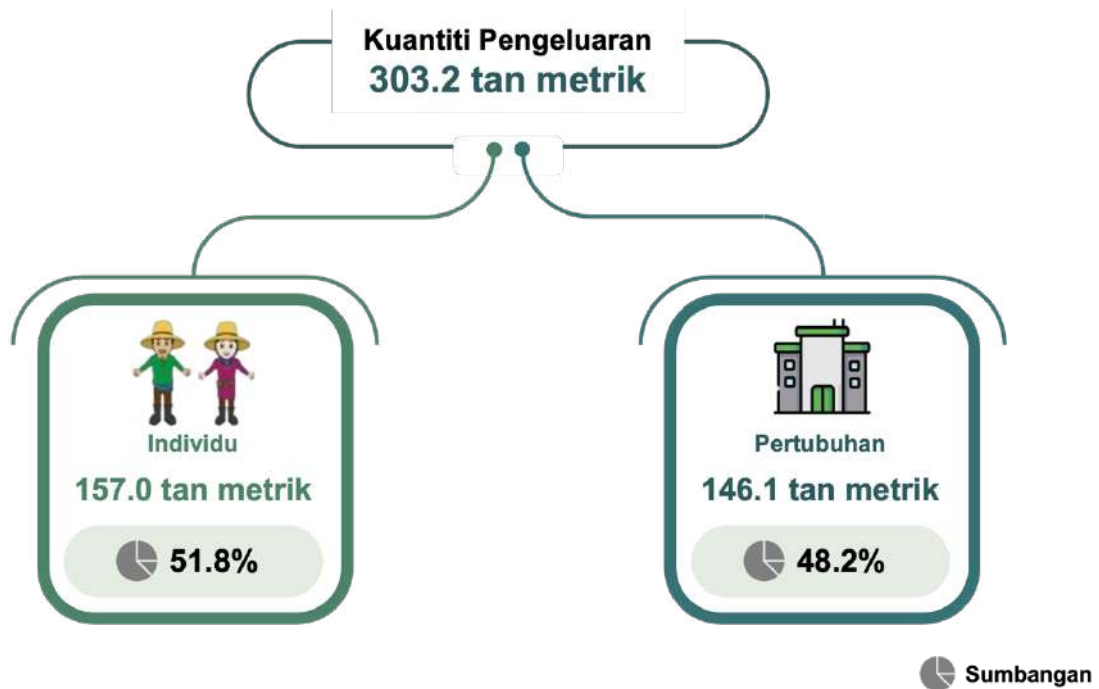 Kuantiti Pengeluaran
303.2 tan metrik
Individu
157.0 tan metrik
51.8%
Pertubuhan
146.1 tan metrik
48.2%
Sumbangan